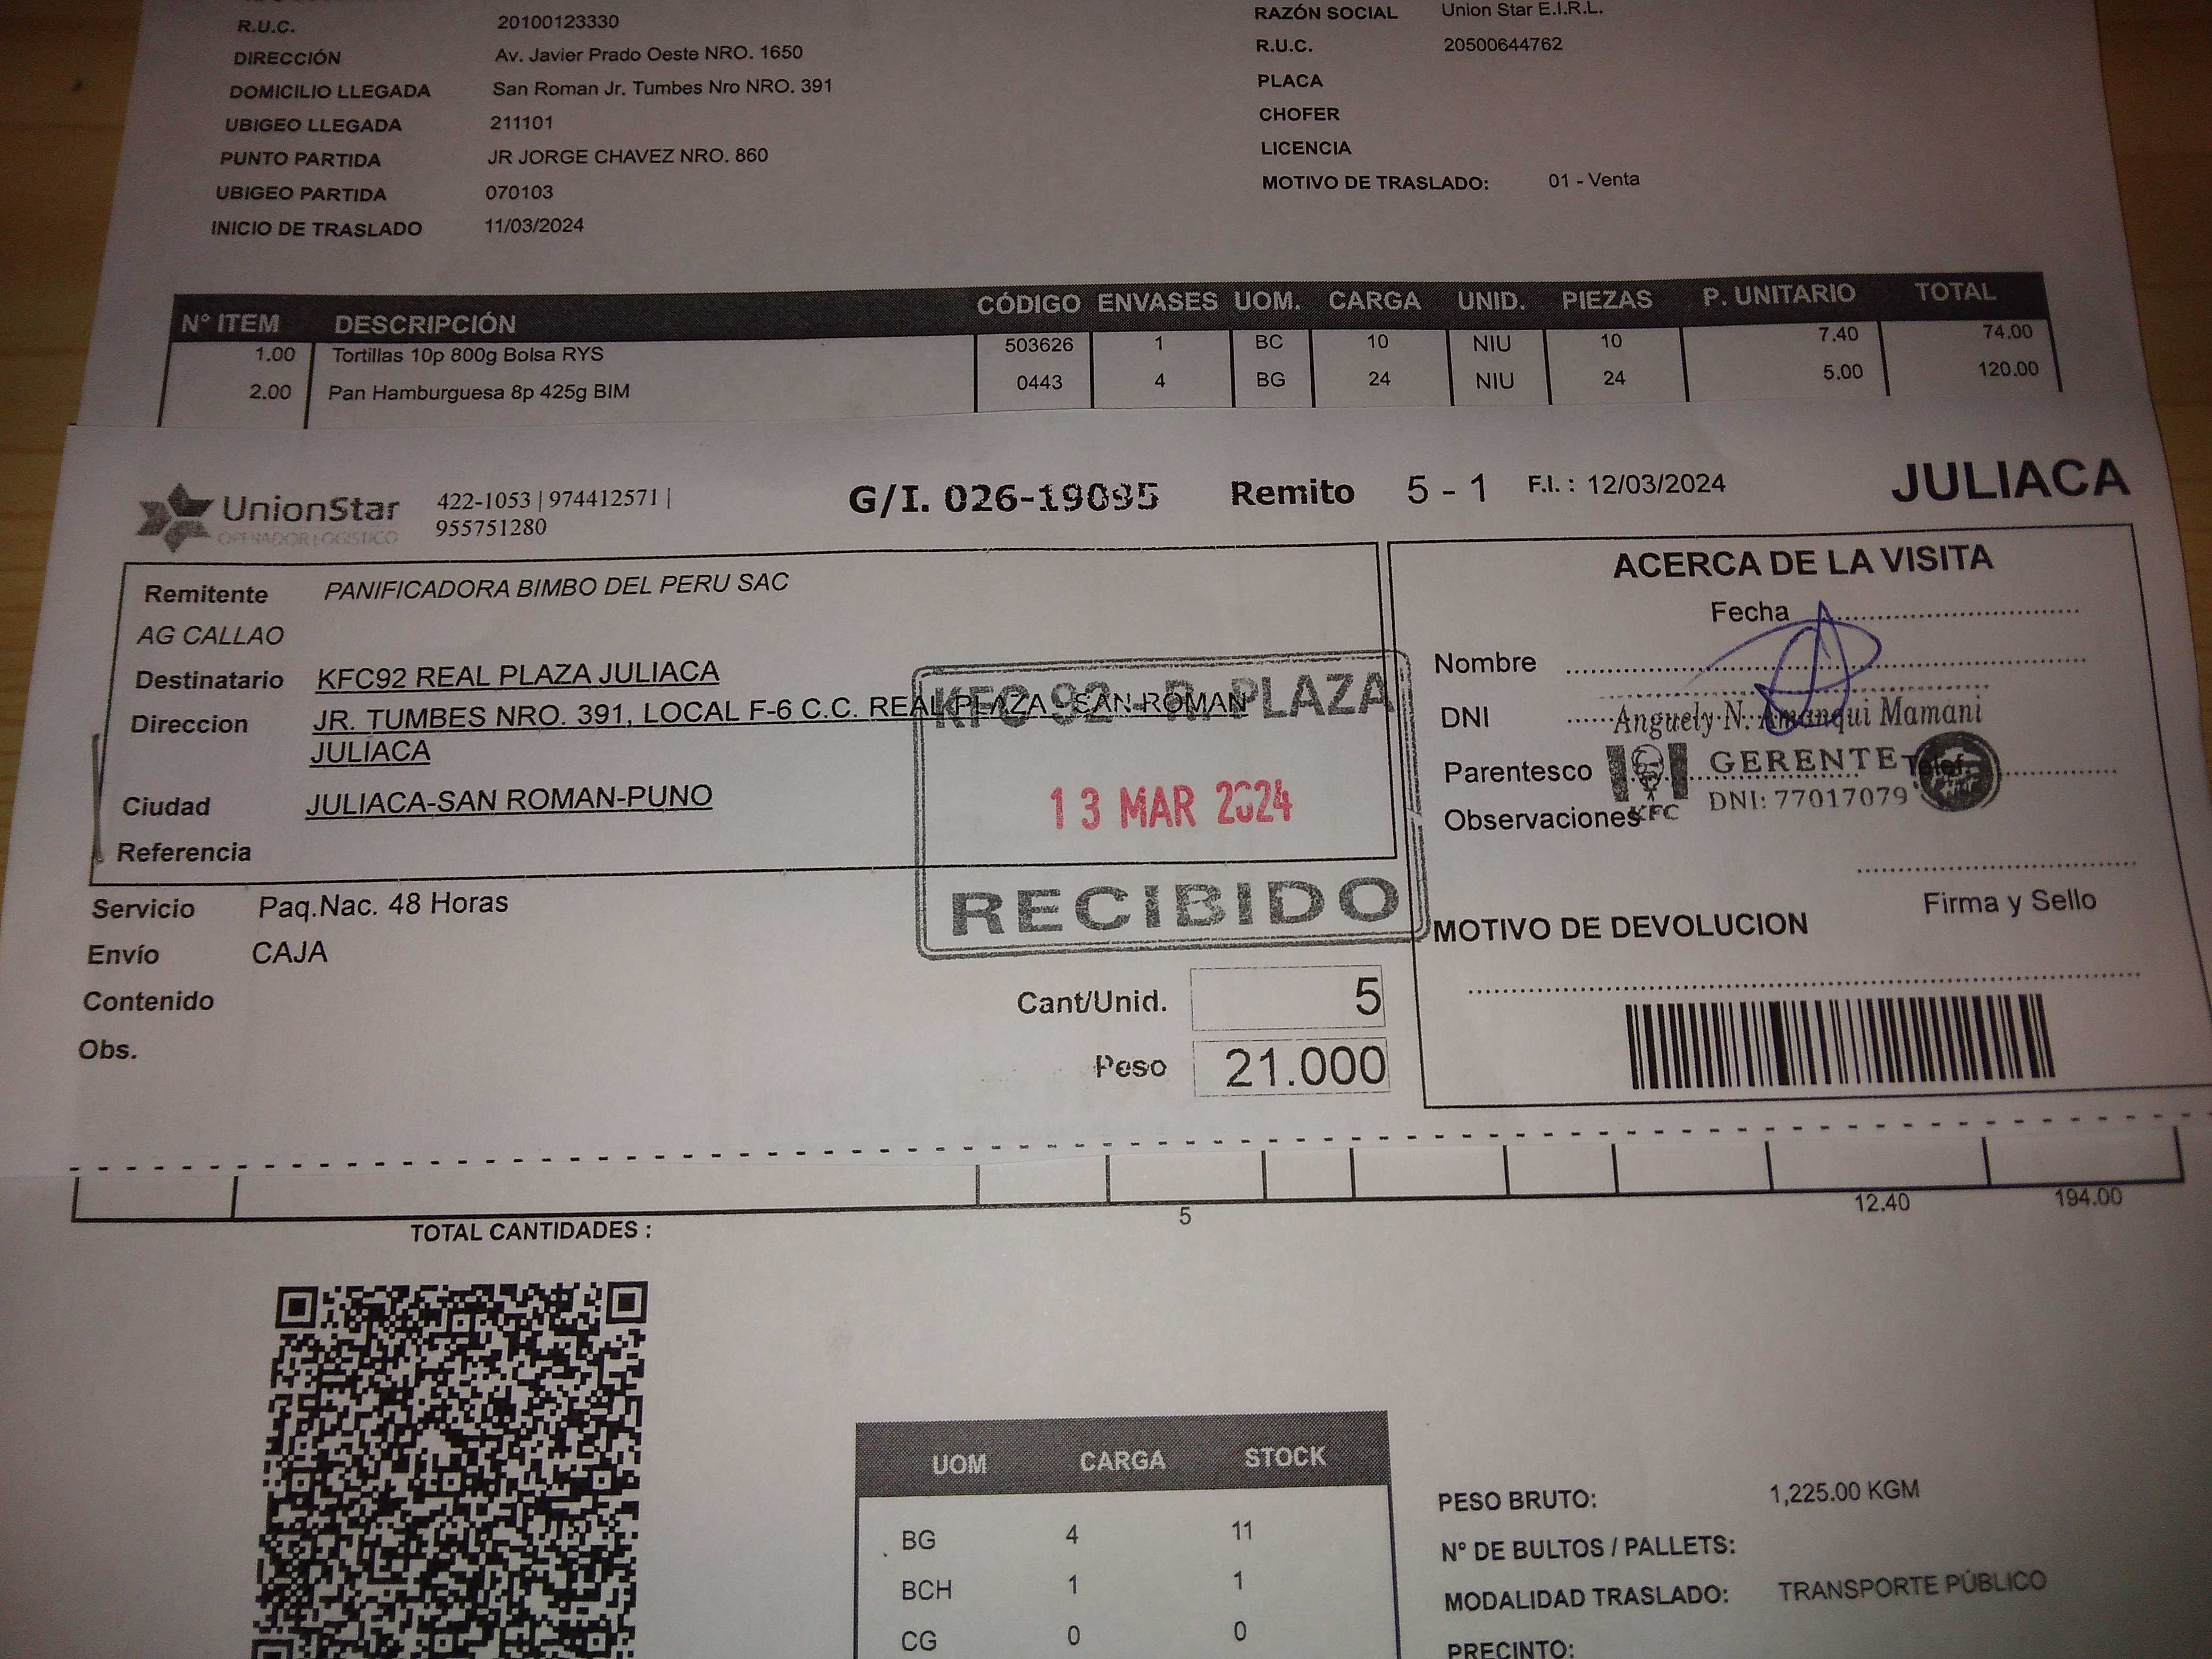 R.U.C. 20100123330
DIRECCIÓN Av. Javier Prado Oeste NRO. 1650
DOMICILIO LLEGADA San Roman Jr. Tumbes Nro NRO. 391
UBIGEO LLEGADA 211101
PUNTO PARTIDA JR JORGE CHAVEZ NRO. 860
UBIGEO PARTIDA 070103
INICIO DE TRASLADO 11/03/2024
RAZÓN SOCIAL Union Star E.I.R.L.
R.U.C. 20500644762
PLACA
CHOFER
LICENCIA
MOTIVO DE TRASLADO: 01 - Venta
N° ITEM DESCRIPCIÓN CÓDIGO ENVASES UOM. CARGA UNID. PIEZAS P. UNITARIO TOTAL
1.00 Tortillas 10p 800g Bolsa RYS 503626 1 BC 10 NIU 10 7.40 74.00
2.00 Pan Hamburguesa 8p 425g BIM 0443 4 BG 24 NIU 24 5.00 120.00
UnionStar
OPERADOR LOGISTICO
422-1053 | 974412571 |
955751280
G/I. 026-19095 Remito 5 - 1 F.I. : 12/03/2024 JULIACA
Remitente PANIFICADORA BIMBO DEL PERU SAC
AG CALLAO
Destinatario KFC92 REAL PLAZA JULIACA
Direccion JR. TUMBES NRO. 391, LOCAL F-6 C.C. REAL PLAZA - SAN ROMAN
JULIACA
Ciudad JULIACA-SAN ROMAN-PUNO
Referencia
KFC 92 - R. PLAZA
13 MAR 2024
RECIBIDO
Servicio Paq.Nac. 48 Horas
Envío CAJA
Contenido
Obs.
Cant/Unid. 5
Peso 21.000
ACERCA DE LA VISITA
Fecha
Nombre
DNI
Anguely N. Amanqui Mamani
Parentesco GERENTE Telef.
DNI: 77017079
KFC
Observaciones
Firma y Sello
MOTIVO DE DEVOLUCION
TOTAL CANTIDADES : 5 12.40 194.00
UOM CARGA STOCK
BG 4 11
BCH 1 1
CG 0 0
PESO BRUTO: 1,225.00 KGM
N° DE BULTOS / PALLETS:
MODALIDAD TRASLADO: TRANSPORTE PÚBLICO
PRECINTO: